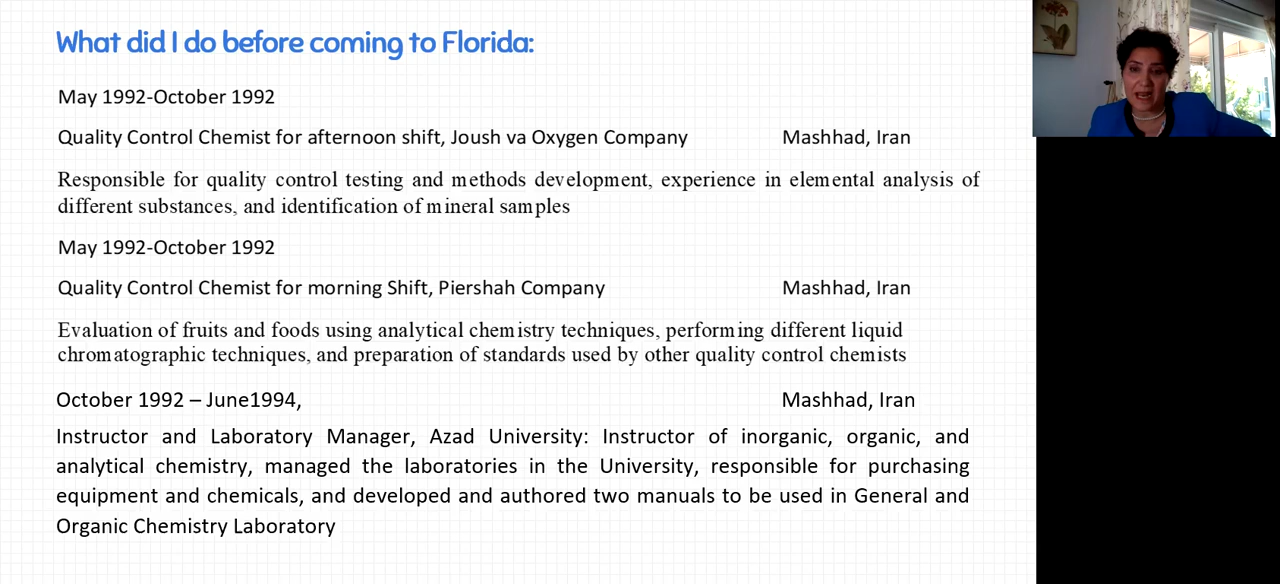 What did I do before coming to Florida:
May 1992-October 1992
Quality Control Chemist for afternoon shift, Joush va Oxygen Company Mashhad, Iran
Responsible for quality control testing and methods development, experience in elemental analysis of
different substances, and identification of mineral samples
May 1992-October 1992
Quality Control Chemist for morning Shift, Piershah Company Mashhad, Iran
Evaluation of fruits and foods using analytical chemistry techniques, performing different liquid
chromatographic techniques, and preparation of standards used by other quality control chemists
October 1992 – June1994, Mashhad, Iran
Instructor and Laboratory Manager, Azad University: Instructor of inorganic, organic, and
analytical chemistry, managed the laboratories in the University, responsible for purchasing
equipment and chemicals, and developed and authored two manuals to be used in General and
Organic Chemistry Laboratory